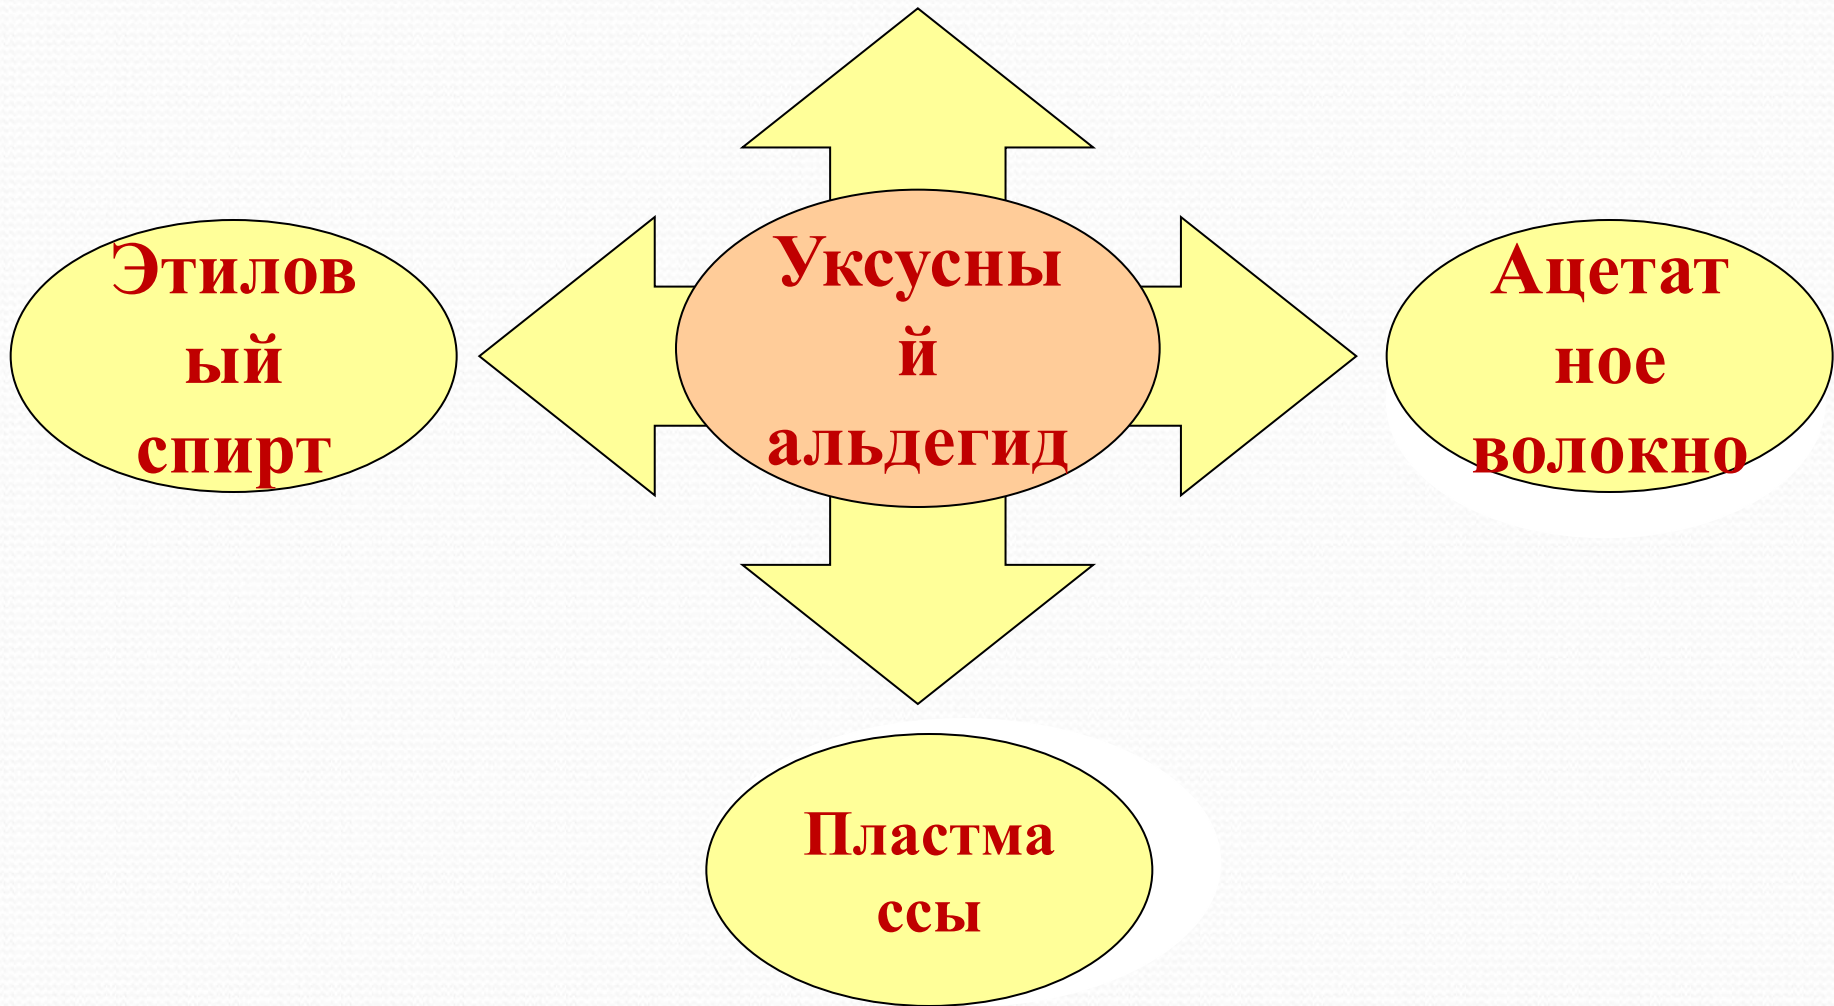 Этилов
ый
спирт
Уксусны
й
альдегид
Ацетат
ное
волокно
Пластма
ссы